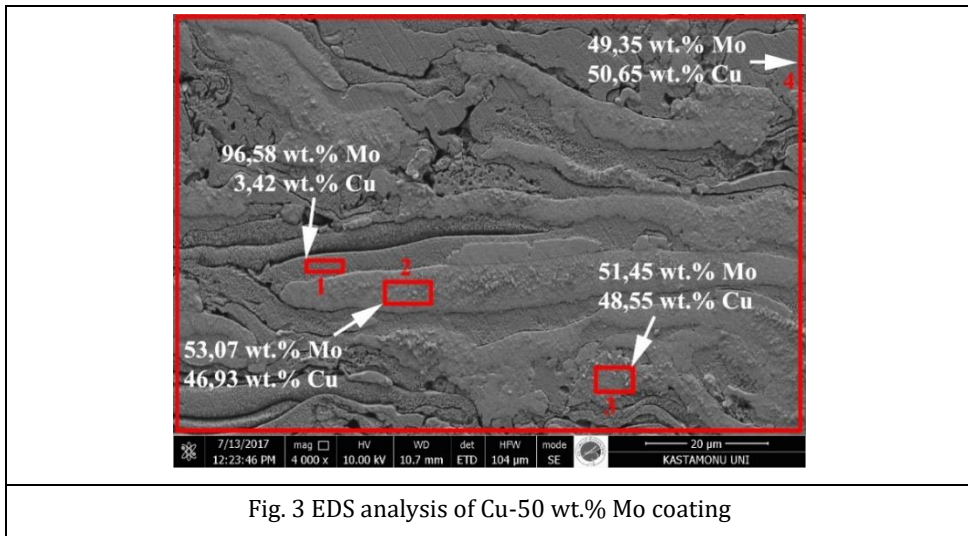 49,35 wt.% Mo
50,65 wt.% Cu
4
96,58 wt.% Mo
3,42 wt.% Cu
1
2
51,45 wt.% Mo
48,55 wt.% Cu
53,07 wt.% Mo
46,93 wt.% Cu
3
7/13/2017 mag HV WD det HFW mode 20 µm
12:23:46 PM 4 000 x 10.00 kV 10.7 mm ETD 104 µm SE KASTAMONU UNI
Fig. 3 EDS analysis of Cu-50 wt.% Mo coating